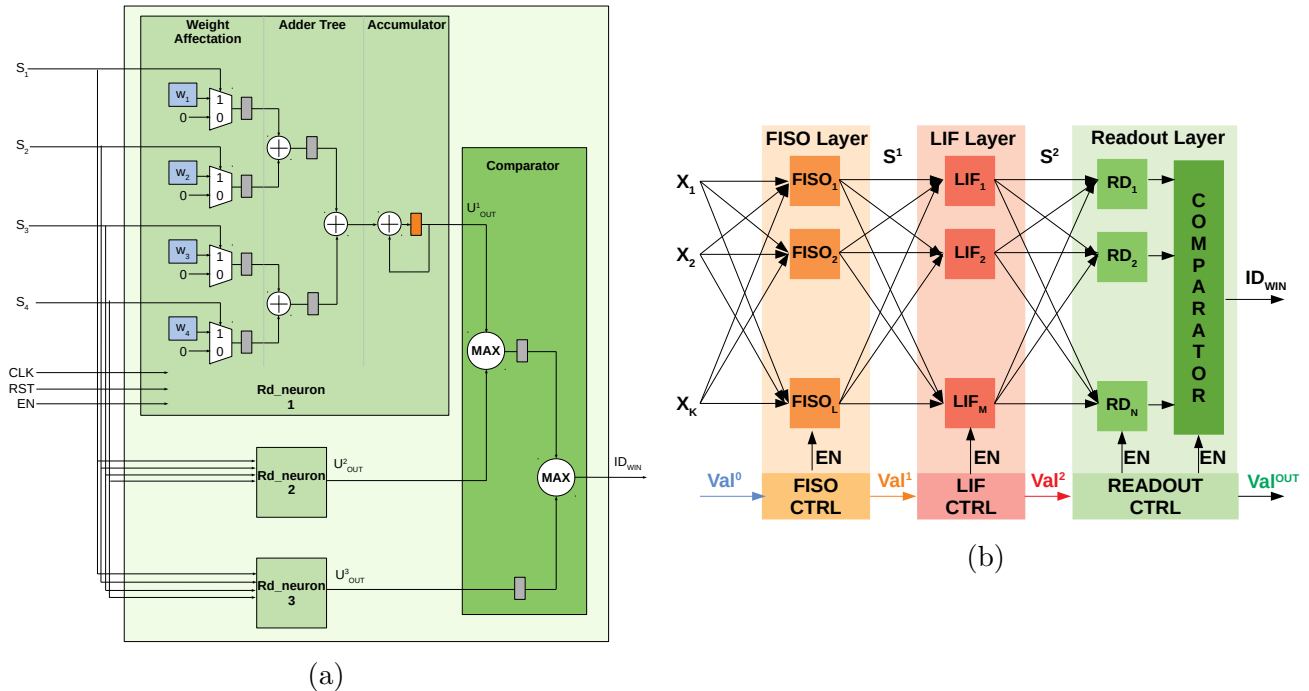 Weight Affectation
Adder Tree
Accumulator
S₁
w₁
1
0
0
S₂
w₂
1
0
0
S₃
w₃
1
0
0
S₄
w₄
1
0
0
U¹OUT
CLK
RST
EN
Rd_neuron 1
Comparator
MAX
Rd_neuron 2
U²OUT
MAX
IDWIN
Rd_neuron 3
U³OUT
(a)
FISO Layer
S¹
LIF Layer
S²
Readout Layer
X₁
FISO₁
LIF₁
RD₁
X₂
FISO₂
LIF₂
RD₂
COMPARATOR
IDWIN
XK
FISOL
LIFM
RDN
EN
EN
EN
EN
Val⁰
FISO CTRL
Val¹
LIF CTRL
Val²
READOUT CTRL
ValOUT
(b)